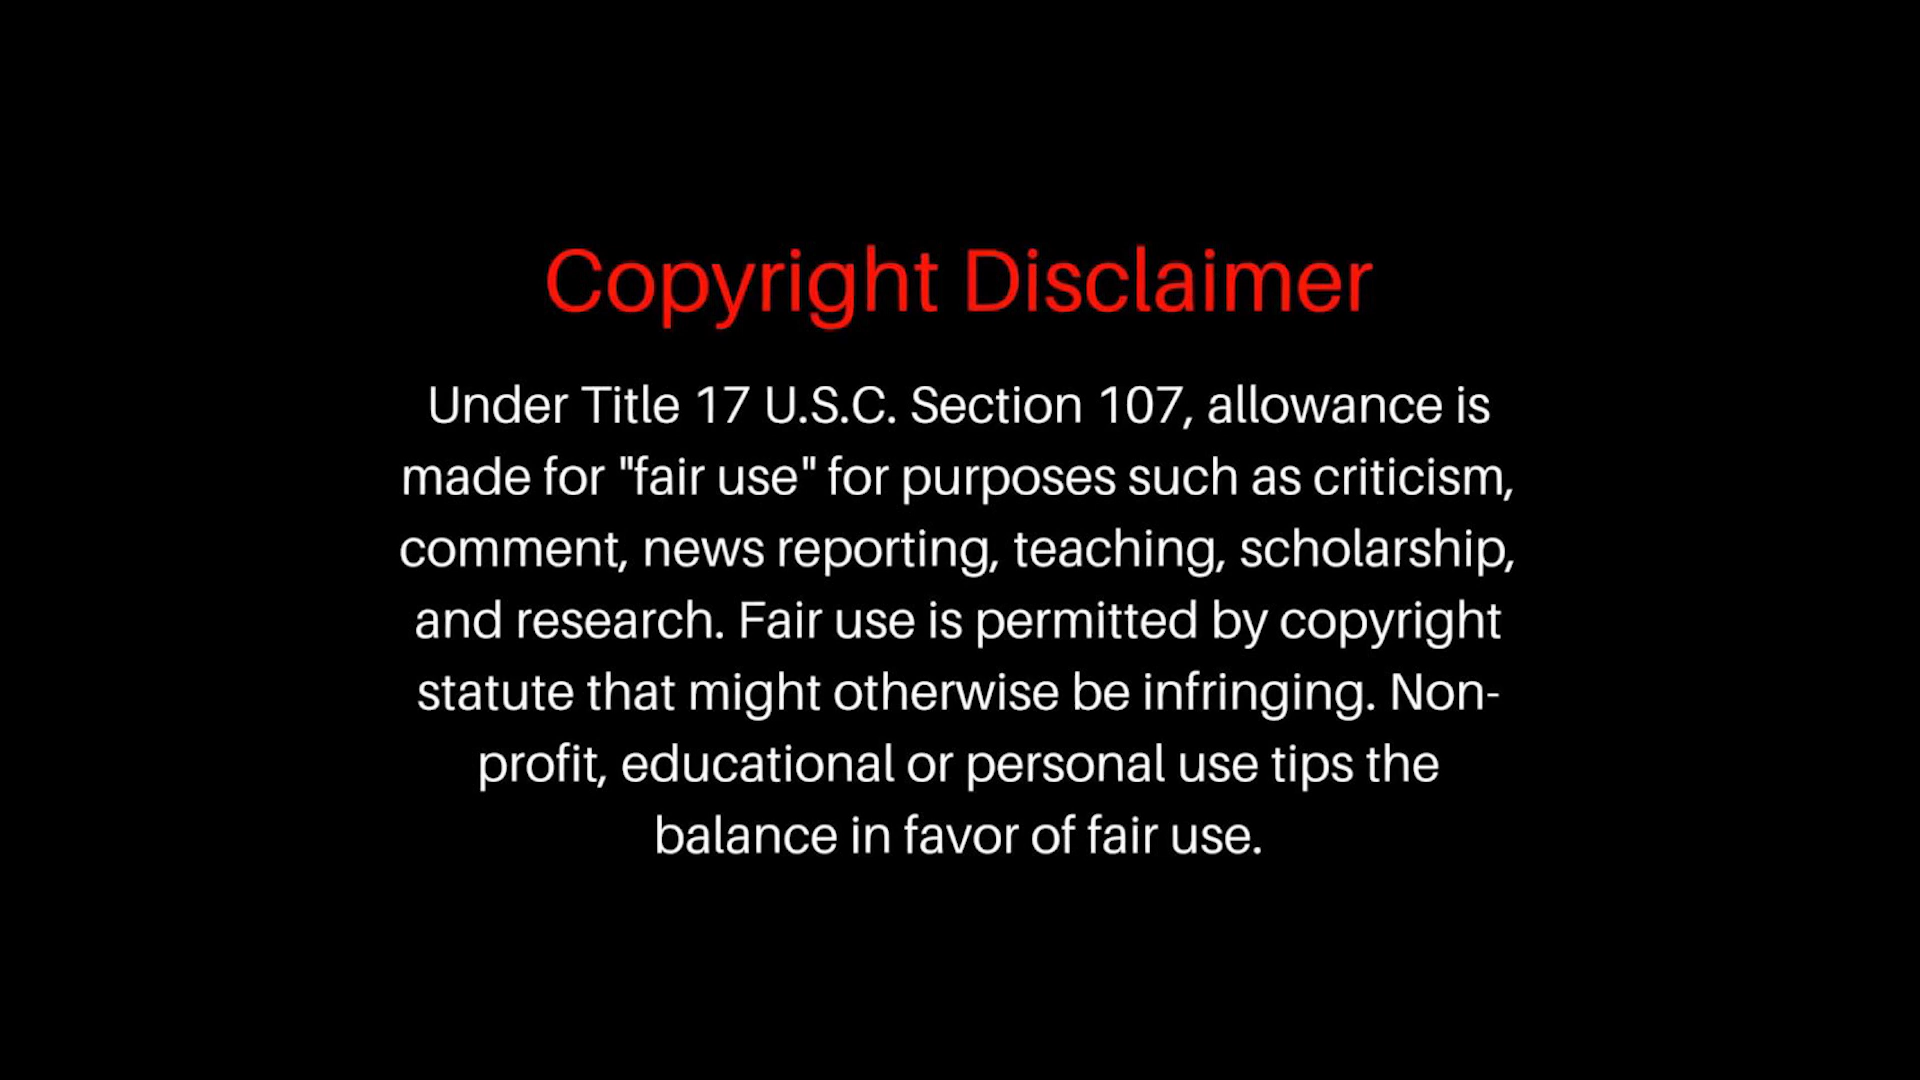 Copyright Disclaimer
Under Title 17 U.S.C. Section 107, allowance is
made for "fair use" for purposes such as criticism,
comment, news reporting, teaching, scholarship,
and research. Fair use is permitted by copyright
statute that might otherwise be infringing. Non-
profit, educational or personal use tips the
balance in favor of fair use.